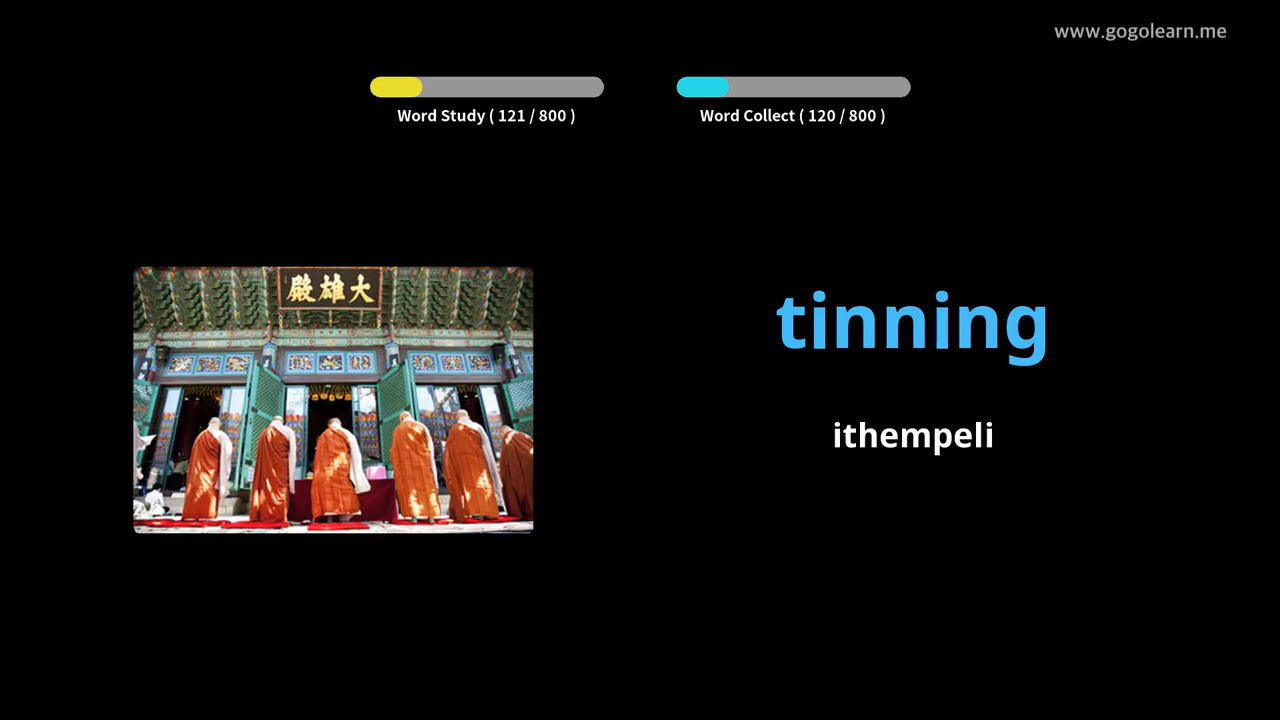 www.gogolearn.me
Word Study ( 121 / 800 )
Word Collect ( 120 / 800 )
殿雄大
tinning
ithempeli